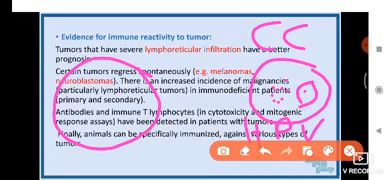 Evidence for immune reactivity to tumor:
Tumors that have severe lymphoreticular infiltration have a better
prognosis
Certain tumors regress spontaneously (e.g. melanomas,
neuroblastomas). There is an increased incidence of malignancies
(particularly lymphoreticular tumors) in immunodeficient patients
(primary and secondary).
Antibodies and immune T lymphocytes (in cytotoxicity and mitogenic
response assays) have been detected in patients with tumors.
Finally, animals can be specifically immunized against various types of
tumors.
CC
V RECORDER